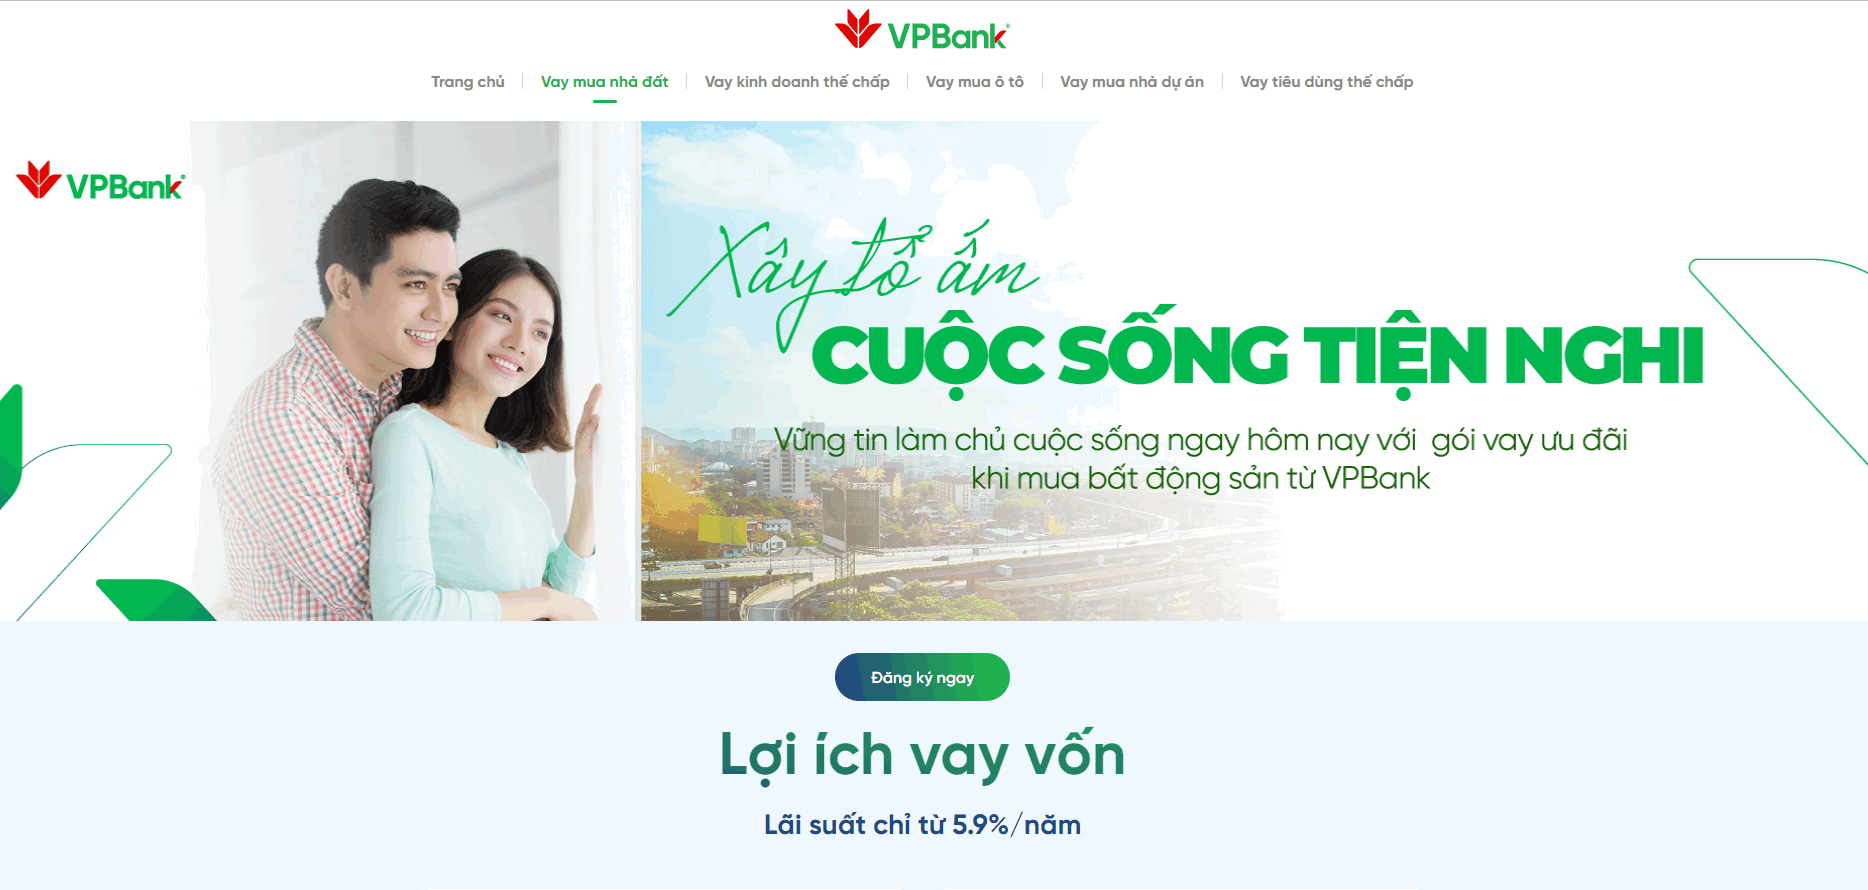 VPBank
Trang chủ
Vay mua nhà đất
Vay kinh doanh thế chấp
Vay mua ô tô
Vay mua nhà dự án
Vay tiêu dùng thế chấp
VPBank
Xây tổ ấm
CUỘC SỐNG TIỆN NGHI
Vững tin làm chủ cuộc sống ngay hôm nay với gói vay ưu đãi
khi mua bất động sản từ VPBank
Đăng ký ngay
Lợi ích vay vốn
Lãi suất chỉ từ 5.9%/năm